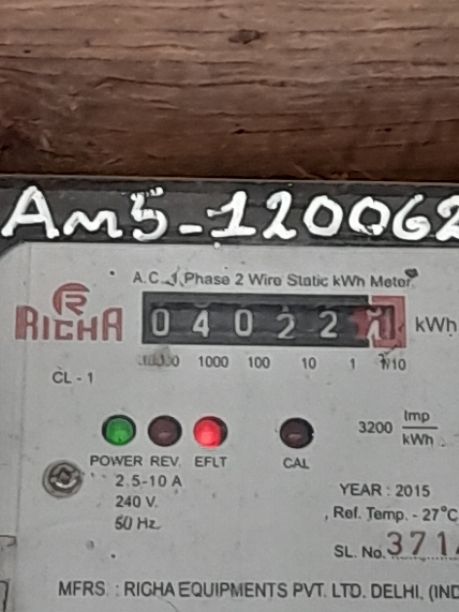 Am5-120062
A.C. 1 Phase 2 Wire Static kWh Meter
RICHA
0 4 0 2 2 kWh
10000 1000 100 10 1 1/10
CL - 1
3200 Imp
kWh
POWER REV. EFLT CAL
2.5-10 A
240 V.
50 Hz.
YEAR : 2015
Ref. Temp. - 27°C
SL. No. 371
MFRS. : RICHA EQUIPMENTS PVT. LTD. DELHI, (IND